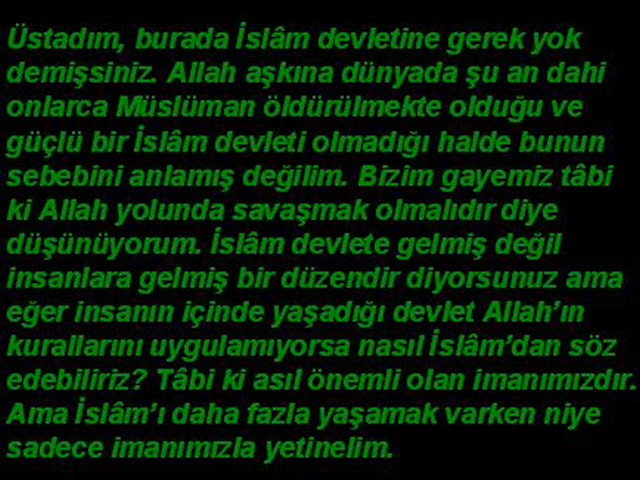 Üstadım, burada İslâm devletine gerek yok
demişsiniz. Allah aşkına dünyada şu an dahi
onlarca Müslüman öldürülmekte olduğu ve
güçlü bir İslâm devleti olmadığı halde bunun
sebebini anlamış değilim. Bizim gayemiz tâbi
ki Allah yolunda savaşmak olmalıdır diye
düşünüyorum. İslâm devlete gelmiş değil
insanlara gelmiş bir düzendir diyorsunuz ama
eğer insanın içinde yaşadığı devlet Allah’ın
kurallarını uygulamıyorsa nasıl İslâm’dan söz
edebiliriz? Tâbi ki asıl önemli olan imanımızdır.
Ama İslâm’ı daha fazla yaşamak varken niye
sadece imanımızla yetinelim.